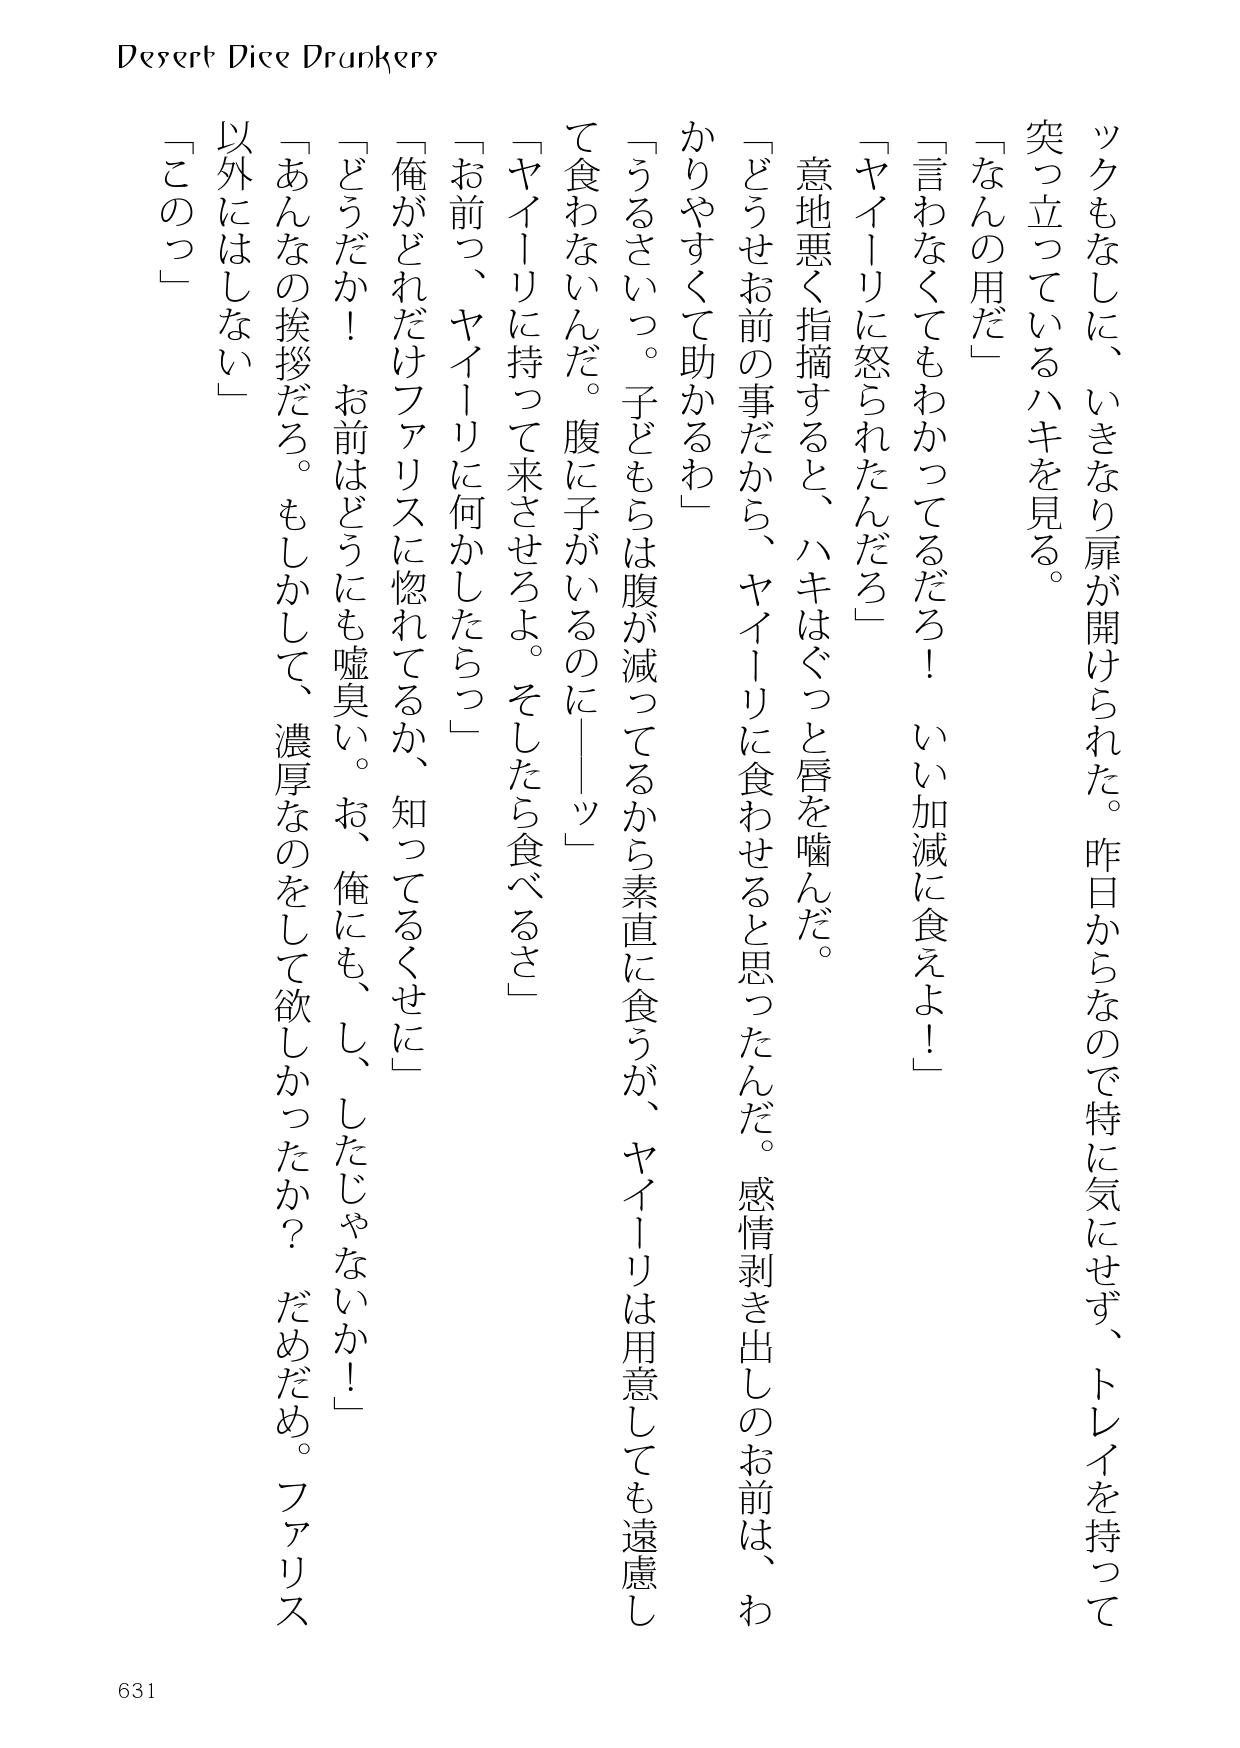 Desert Dice Drunkers
ックもなしに、いきなり扉が開けられた。昨日からなので特に気にせず、トレイを持って
突っ立っているハキを見る。
「なんの用だ」
「言わなくてもわかってるだろ！　いい加減に食えよ！」
「ヤイーリに怒られたんだろ」
　意地悪く指摘すると、ハキはぐっと唇を噛んだ。
「どうせお前の事だから、ヤイーリに食わせると思ったんだ。感情剥き出しのお前は、わ
かりやすくて助かるわ」
「うるさいっ。子どもらは腹が減ってるから素直に食うが、ヤイーリは用意しても遠慮し
て食わないんだ。腹に子がいるのに――ッ」
「ヤイーリに持って来させろよ。そしたら食べるさ」
「お前っ、ヤイーリに何かしたらっ」
「俺がどれだけファリスに惚れてるか、知ってるくせに」
「どうだか！　お前はどうにも嘘臭い。お、俺にも、し、したじゃないか！」
「あんなの挨拶だろ。もしかして、濃厚なのをして欲しかったか？　だめだめ。ファリス
以外にはしない」
「このっ」
631